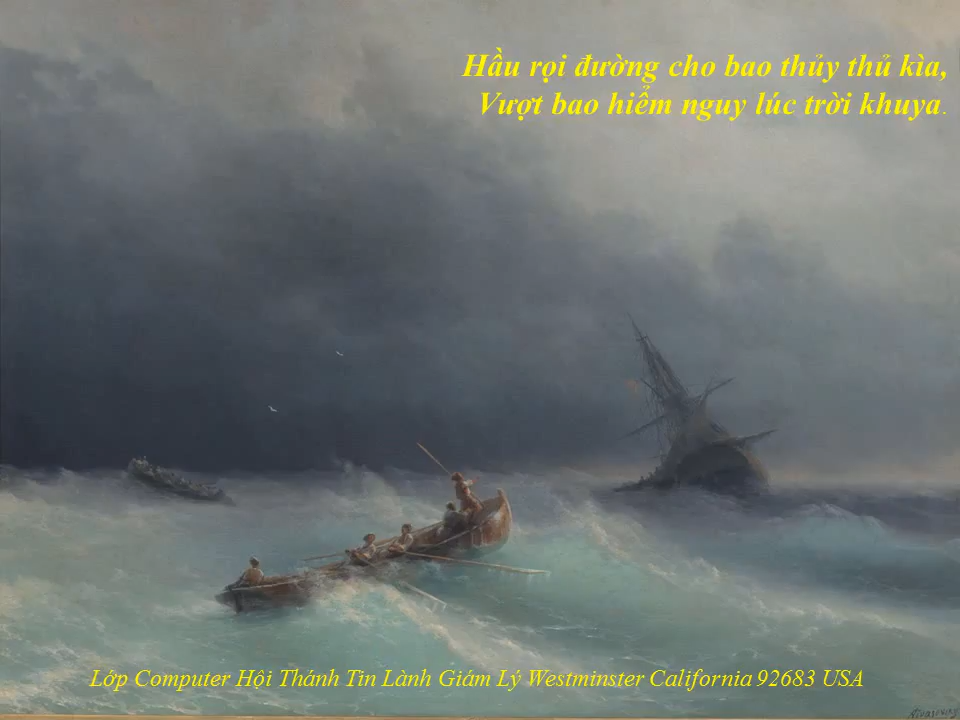 Hầu rọi đường cho bao thủy thủ kìa,
Vượt bao hiểm nguy lúc trời khuya.
Lớp Computer Hội Thánh Tin Lành Giám Lý Westminster California 92683 USA